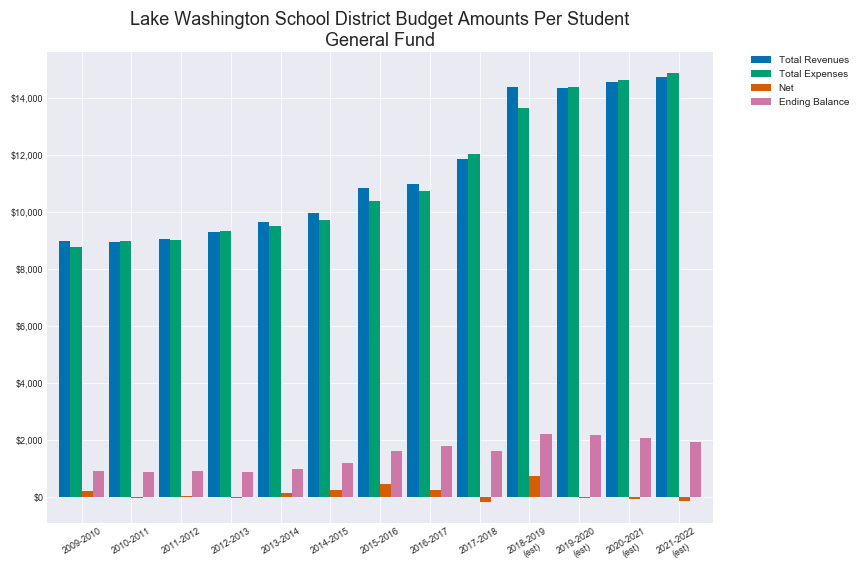 Lake Washington School District Budget Amounts Per Student
General Fund
Total Revenues
Total Expenses
Net
Ending Balance
$14,000
$12,000
$10,000
$8,000
$6,000
$4,000
$2,000
$0
2009-2010
2010-2011
2011-2012
2012-2013
2013-2014
2014-2015
2015-2016
2016-2017
2017-2018
2018-2019
(est)
2019-2020
(est)
2020-2021
(est)
2021-2022
(est)